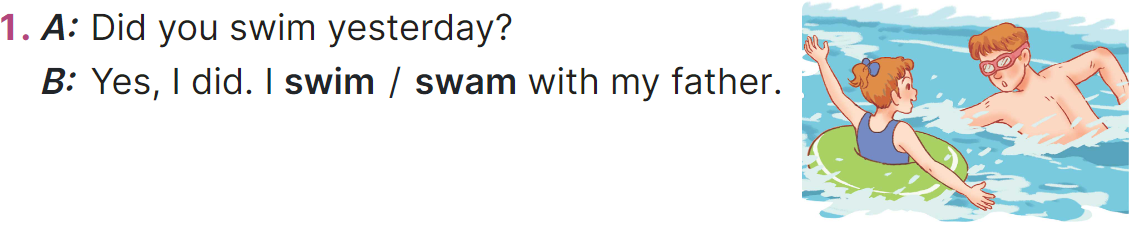 1. A: Did you swim yesterday?
B: Yes, I did. I swim / swam with my father.